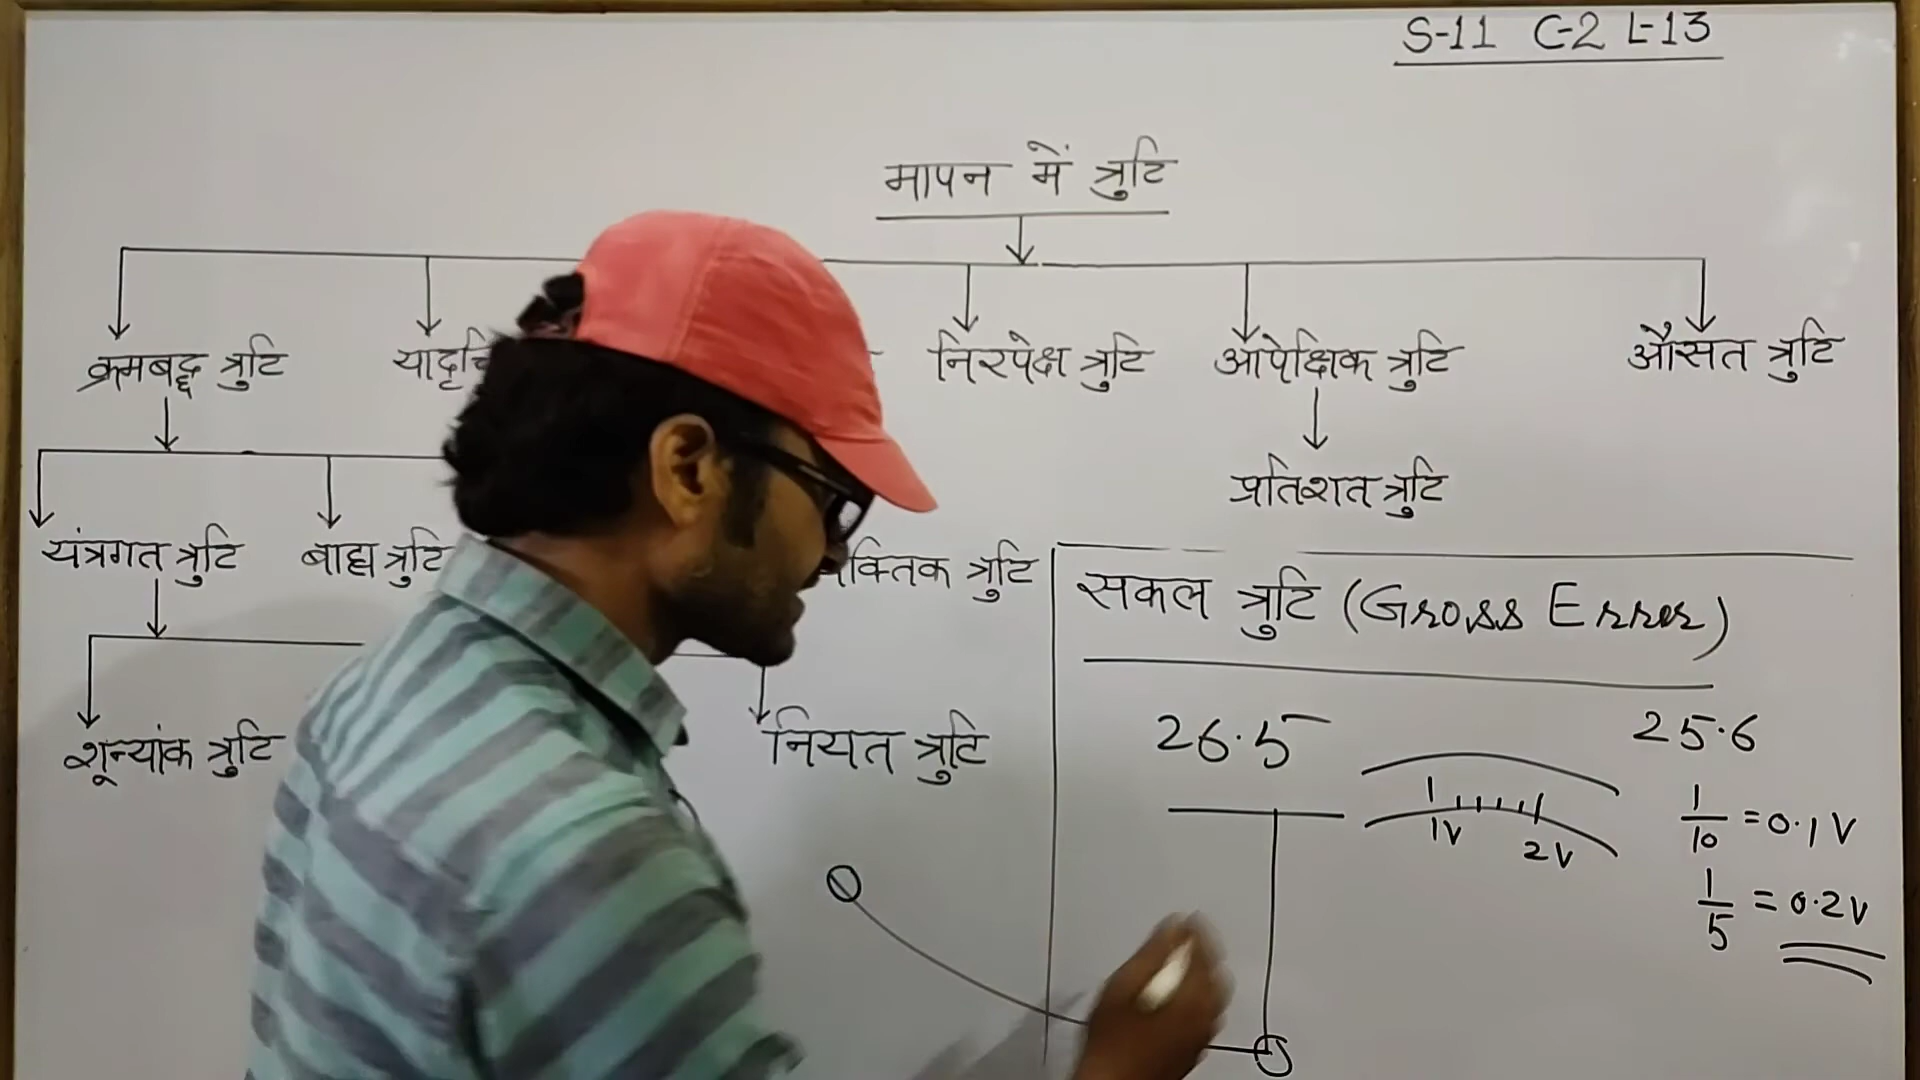 S-11 C-2 L-13
मापन में त्रुटि
क्रमबद्ध त्रुटि निरपेक्ष त्रुटि आपेक्षिक त्रुटि औसत त्रुटि
प्रतिशत त्रुटि
यंत्रगत त्रुटि बाह्य त्रुटि त्रुटि
सकल त्रुटि (Gross Error)
शून्यांक त्रुटि नियत त्रुटि
26.5 25.6
1V 2V
1/10 = 0.1 V
1/5 = 0.2V